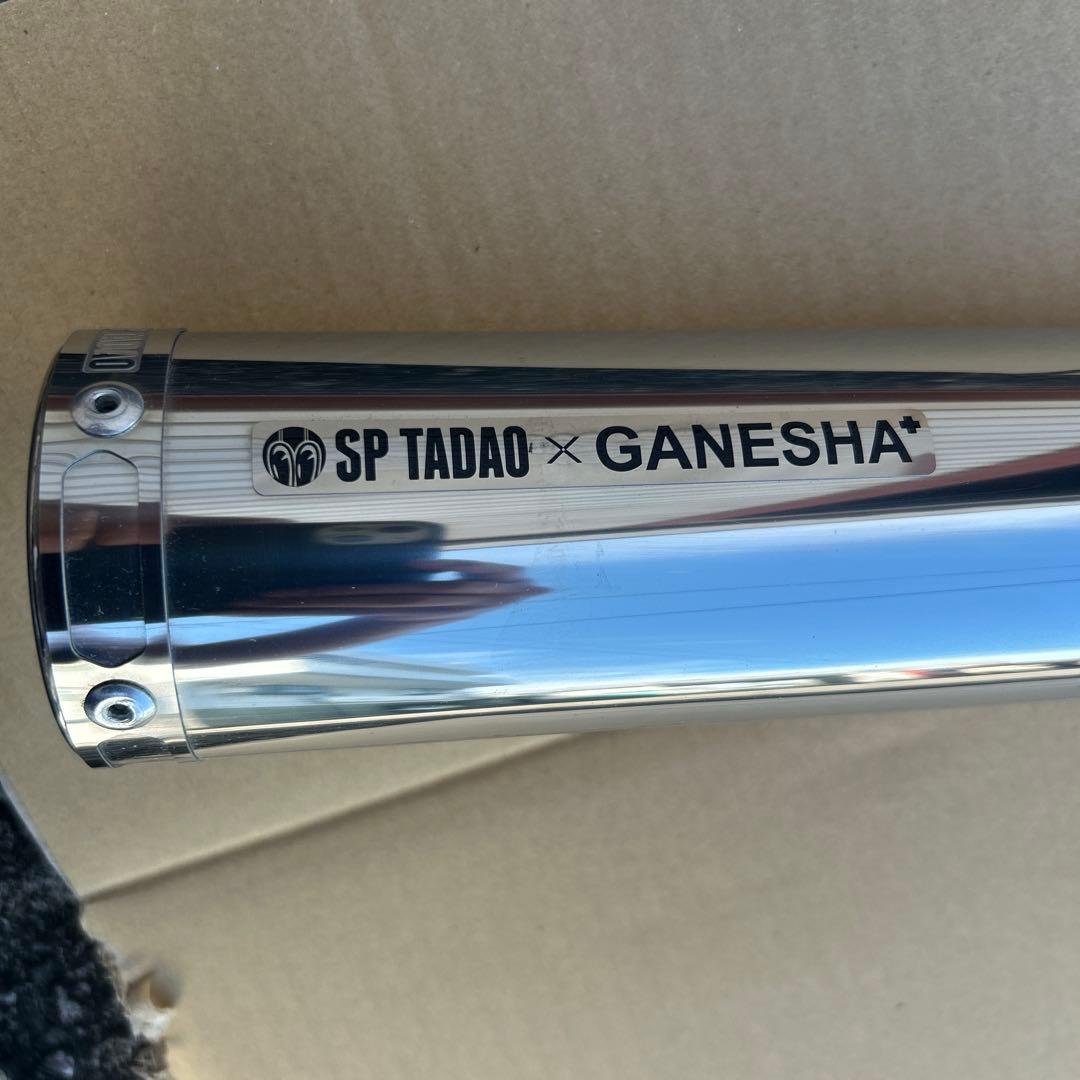 SP TADAO × GANESHA+